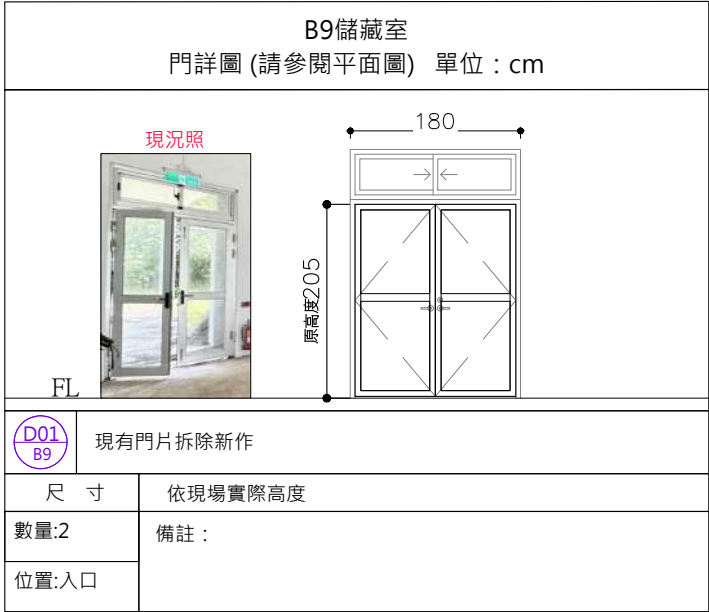 B9儲藏室
門詳圖 (請參閱平面圖) 單位：cm
現況照
180
原高度205
FL
D01
B9
現有門片拆除新作
尺 寸
依現場實際高度
數量:2
備註：
位置:入口